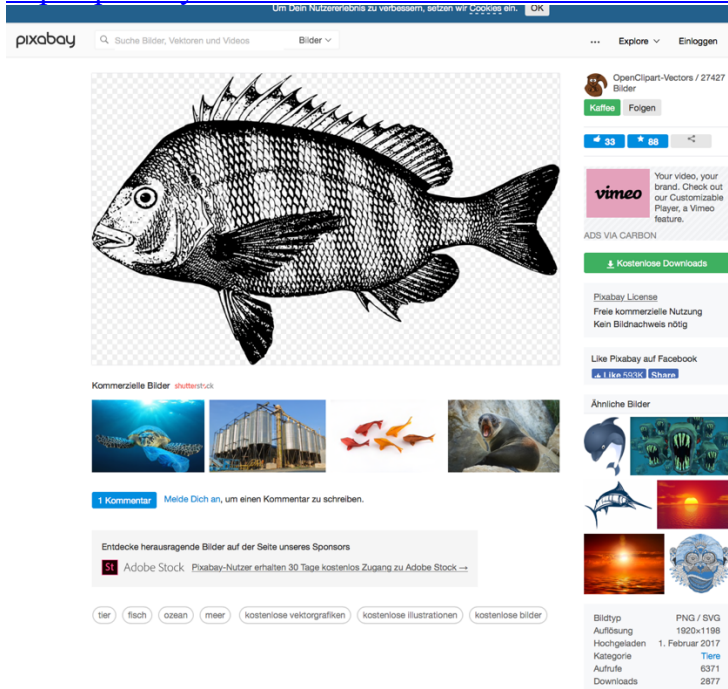 Um Dein Nutzererlebnis zu verbessern, setzen wir Cookies ein. OK
pixabay
Suche Bilder, Vektoren und Videos
Bilder
Explore
Einloggen
OpenClipart-Vectors / 27427
Bilder
Kaffee
Folgen
33
88
vimeo
Your video, your
brand. Check out
our Customizable
Player, a Vimeo
feature.
ADS VIA CARBON
Kostenlose Downloads
Pixabay License
Freie kommerzielle Nutzung
Kein Bildnachweis nötig
Like Pixabay auf Facebook
Like 593K Share
Kommerzielle Bilder shutterstock
Ähnliche Bilder
1 Kommentar Melde Dich an, um einen Kommentar zu schreiben.
Entdecke herausragende Bilder auf der Seite unseres Sponsors
St Adobe Stock Pixabay-Nutzer erhalten 30 Tage kostenlos Zugang zu Adobe Stock →
tier fisch ozean meer kostenlose vektorgrafiken kostenlose illustrationen kostenlose bilder
Bildtyp PNG / SVG
Auflösung 1920×1198
Hochgeladen 1. Februar 2017
Kategorie Tiere
Aufrufe 6371
Downloads 2877